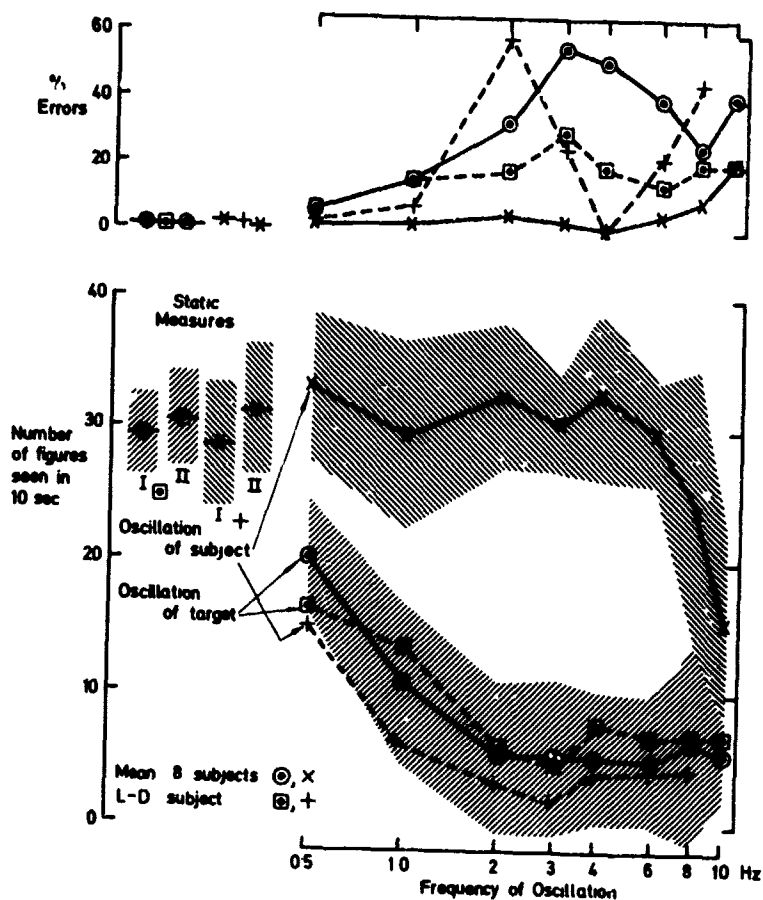 60
40
20
0
%,
Errors
40
30
20
10
0
Static
Measures
Number
of figures
seen in
10 sec
I II I II
+
Oscillation
of subject
Oscillation
of target
Mean 8 subjects ⊙, ×
L-D subject ⊡, +
0·5 1·0 2 3 4 6 8 10 Hz
Frequency of Oscillation